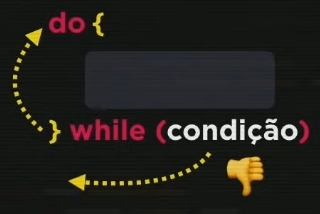 do {
} while (condição)